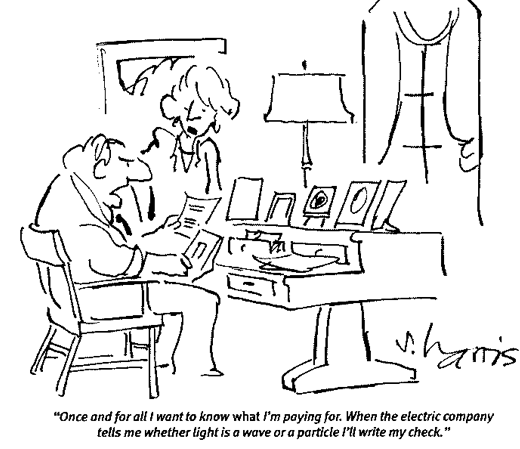 s. harris
"Once and for all I want to know what I'm paying for. When the electric company
tells me whether light is a wave or a particle I'll write my check."